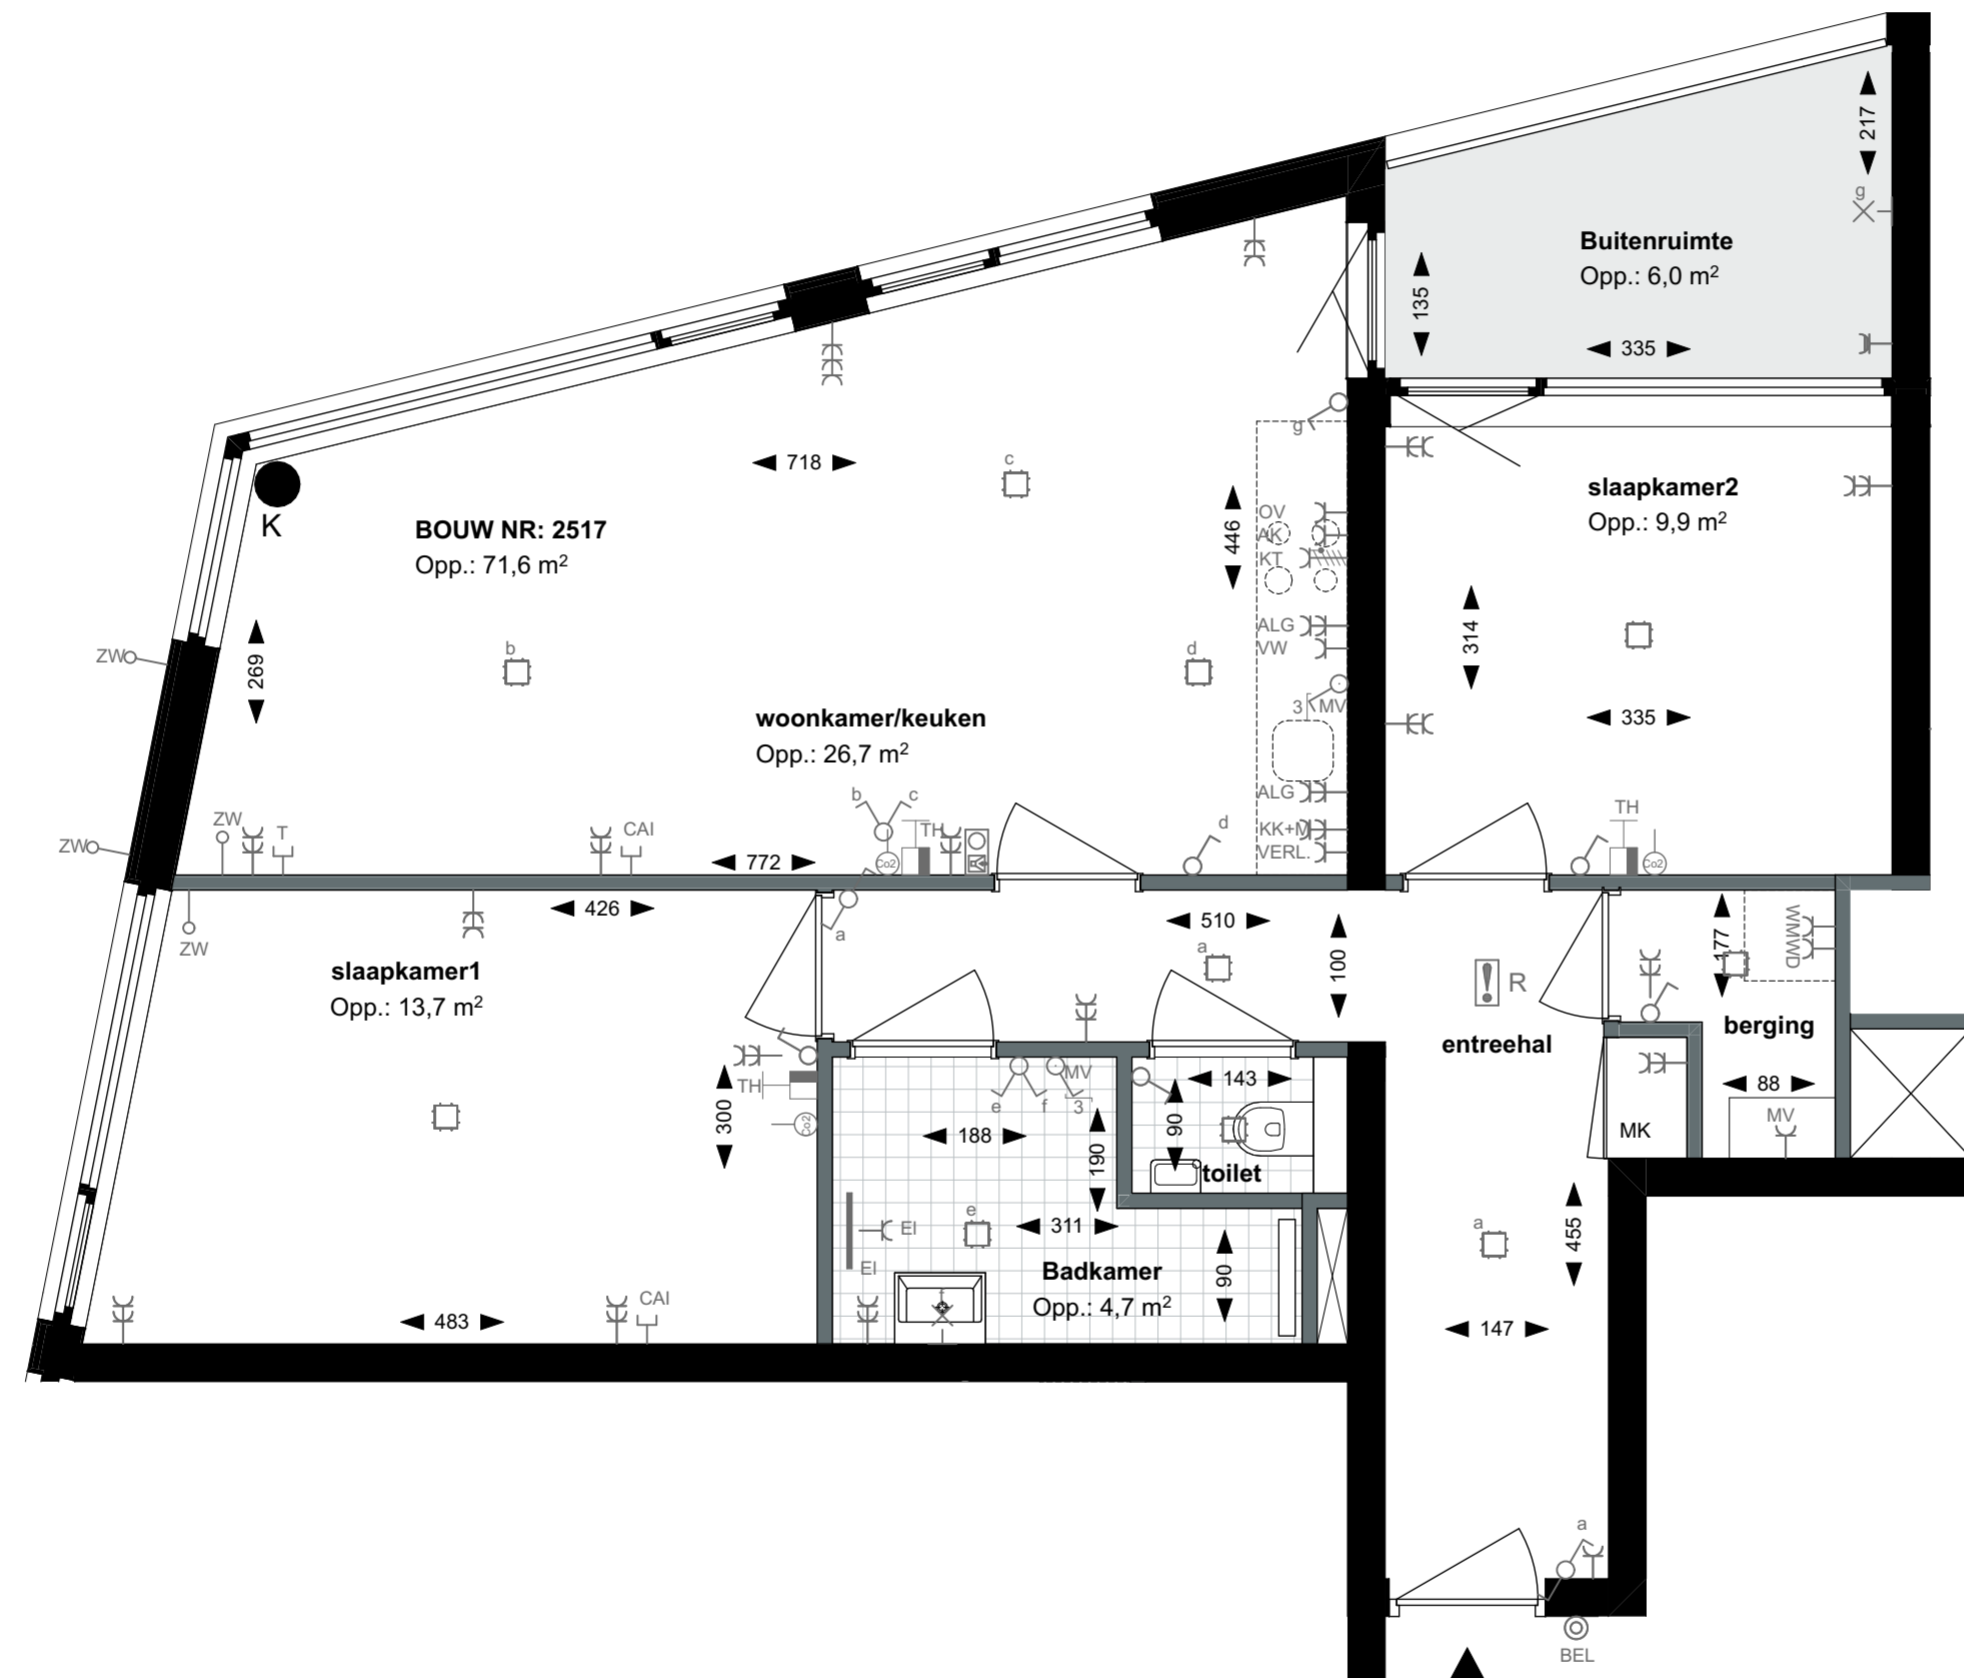 217
g
Buitenruimte
Opp.: 6,0 m²
135
335
g
718
c
K
BOUW NR: 2517
Opp.: 71,6 m²
446
OV
AK
KT
slaapkamer2
Opp.: 9,9 m²
314
ZW
269
b
d
ALG
VW
3
MV
335
woonkamer/keuken
Opp.: 26,7 m²
ALG
KK+M
VERL.
b
c
d
TH
Co2
TH
Co2
ZW
ZW
T
CAI
772
426
ZW
a
510
a
100
R
177
WM
WD
slaapkamer1
Opp.: 13,7 m²
entreehal
berging
TH
Co2
300
e
f
MV
3
143
90
88
MV
MK
188
190
toilet
EI
EI
e
311
Badkamer
Opp.: 4,7 m²
90
f
a
455
483
CAI
147
a
BEL